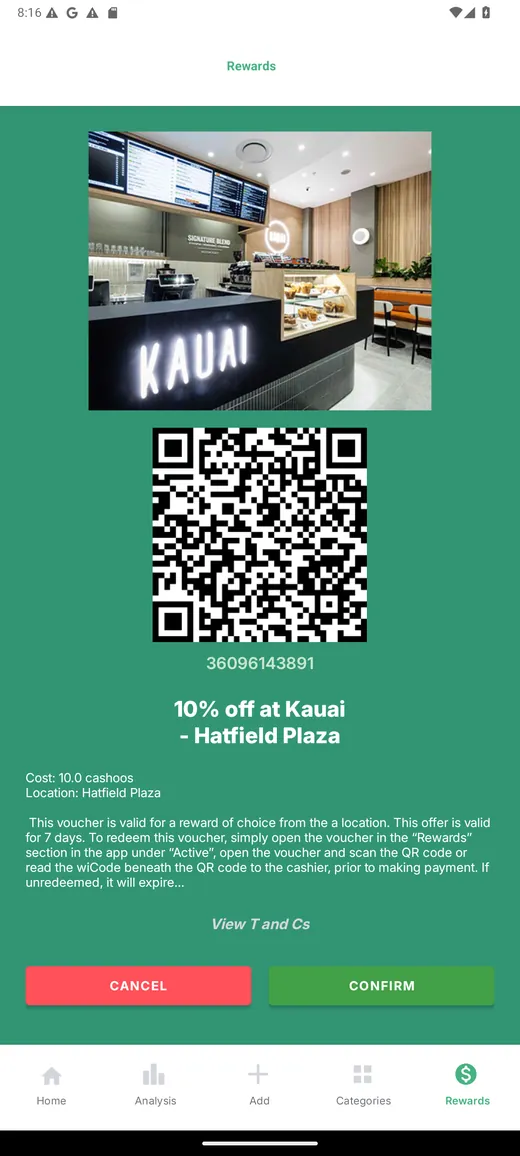 8:16
Rewards
SIGNATURE BLEND
KAUAI
KAUAI
36096143891
10% off at Kauai
- Hatfield Plaza
Cost: 10.0 cashoos
Location: Hatfield Plaza
This voucher is valid for a reward of choice from the a location. This offer is valid
for 7 days. To redeem this voucher, simply open the voucher in the “Rewards”
section in the app under “Active”, open the voucher and scan the QR code or
read the wiCode beneath the QR code to the cashier, prior to making payment. If
unredeemed, it will expire...
View T and Cs
CANCEL
CONFIRM
Home
Analysis
Add
Categories
Rewards